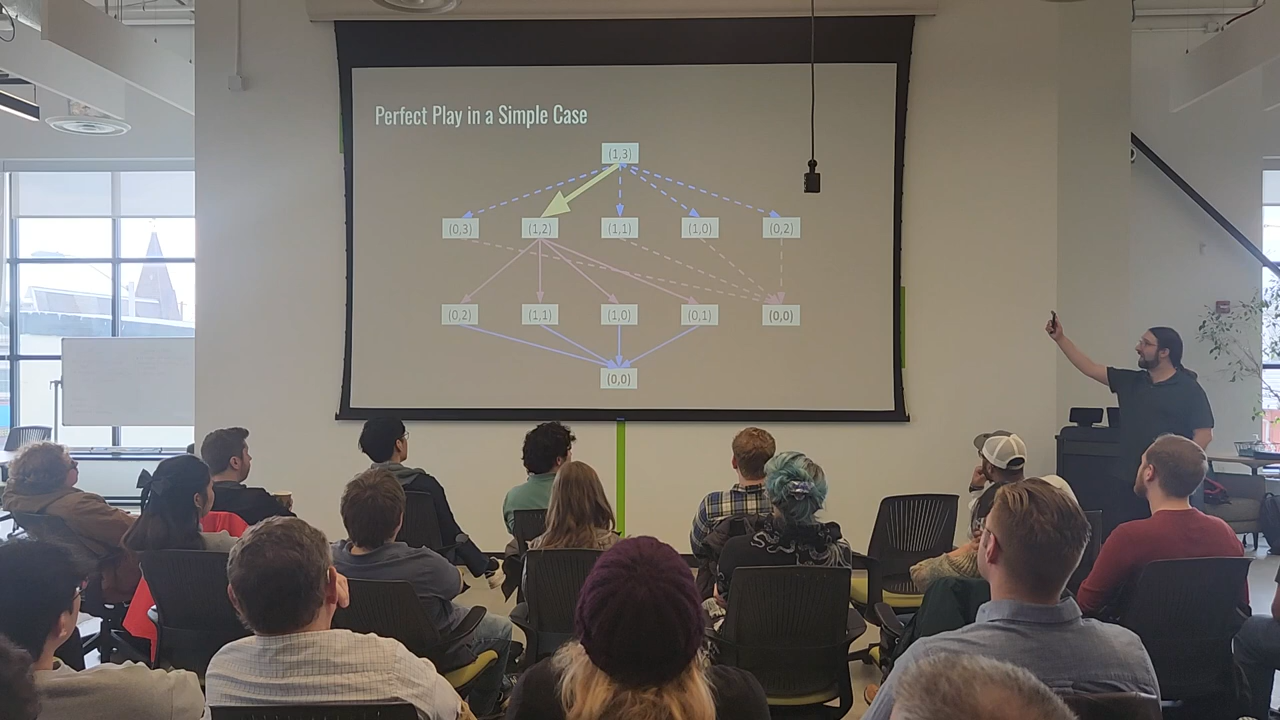 Perfect Play in a Simple Case
(1,3)
(0,3) (1,2) (1,1) (1,0) (0,2)
(0,2) (1,1) (1,0) (0,1) (0,0)
(0,0)